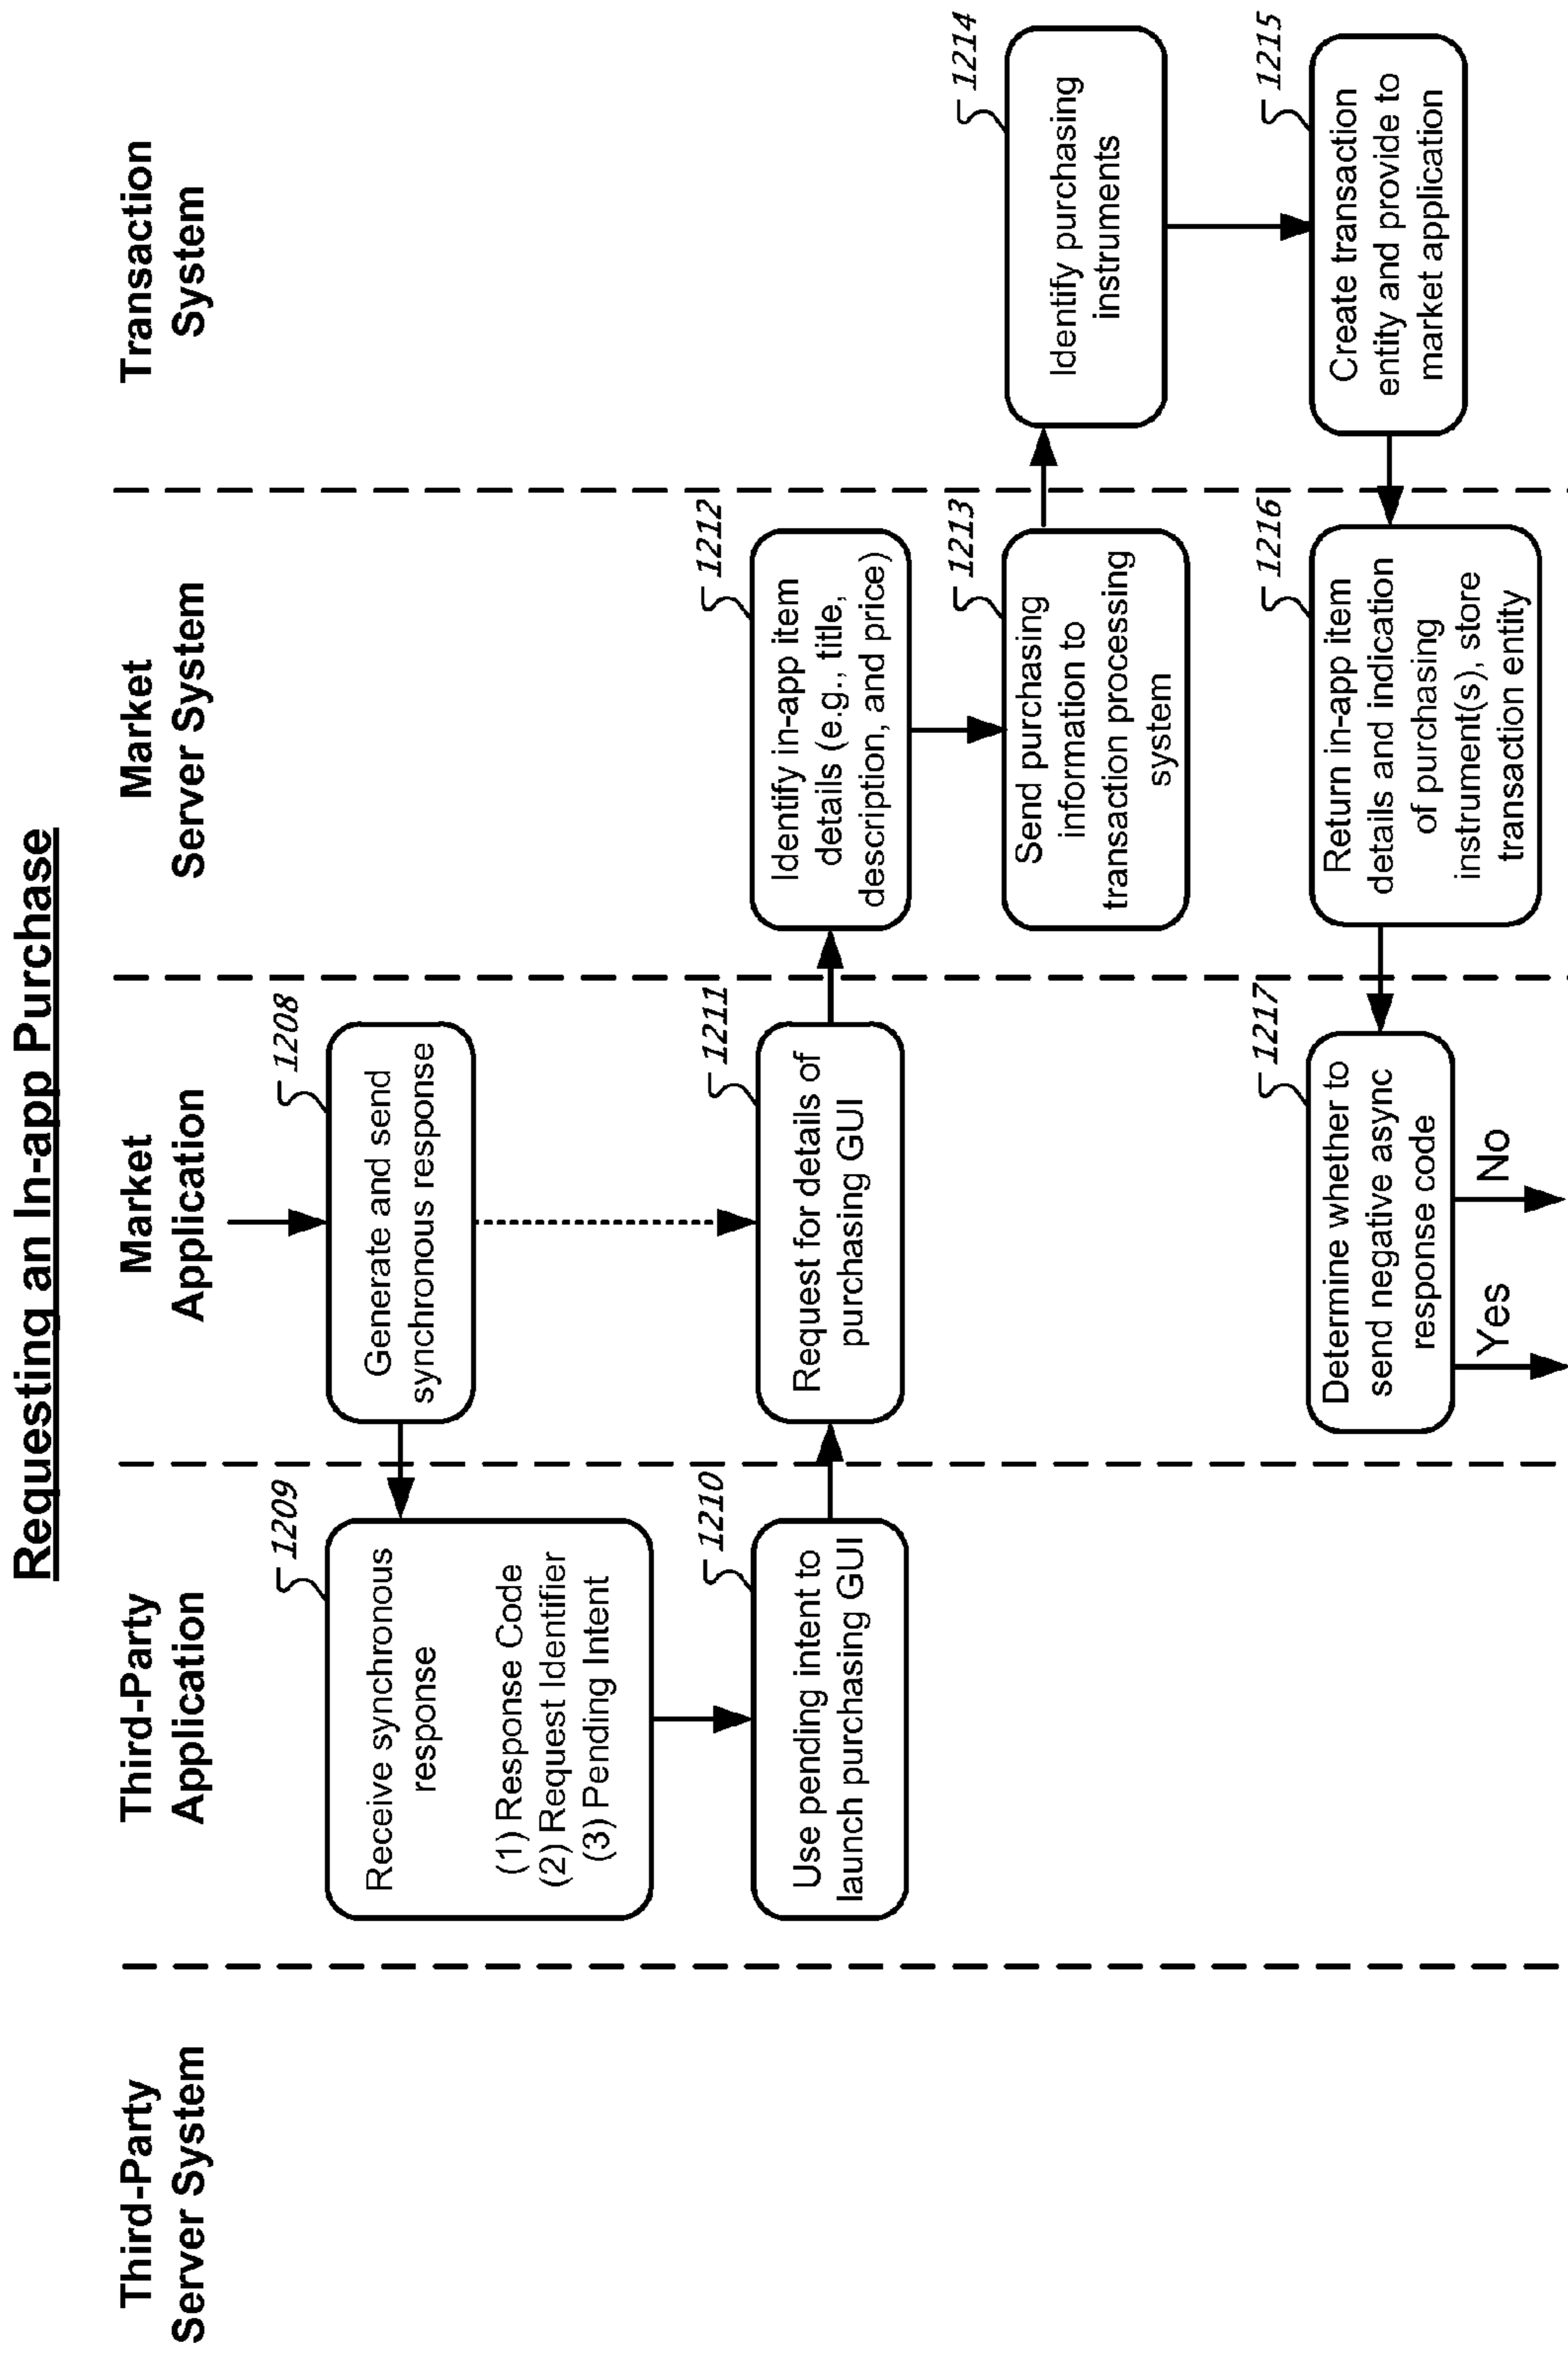 Requesting an In-app Purchase
Third-Party
Server System
Third-Party
Application
Market
Application
Market
Server System
Transaction
System
1208
Generate and send
synchronous response
1209
Receive synchronous
response
(1) Response Code
(2) Request Identifier
(3) Pending Intent
1210
Use pending intent to
launch purchasing GUI
1211
Request for details of
purchasing GUI
1212
Identify in-app item
details (e.g., title,
description, and price)
1213
Send purchasing
information to
transaction processing
system
1214
Identify purchasing
instruments
1215
Create transaction
entity and provide to
market application
1216
Return in-app item
details and indication
of purchasing
instrument(s), store
transaction entity
1217
Determine whether to
send negative async
response code
Yes
No